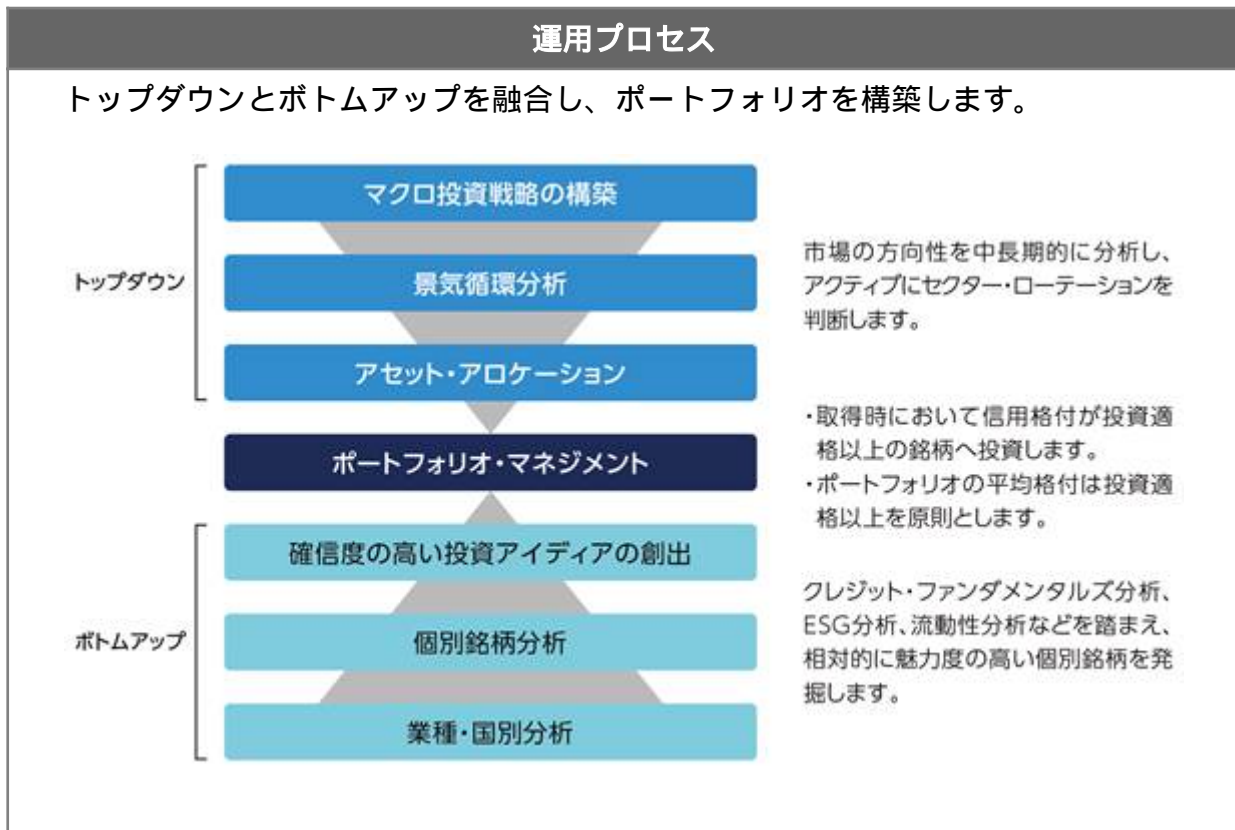 運用プロセス
トップダウンとボトムアップを融合し、ポートフォリオを構築します。
トップダウン
マクロ投資戦略の構築
景気循環分析
アセット・アロケーション
市場の方向性を中長期的に分析し、
アクティブにセクター・ローテーションを
判断します。
ポートフォリオ・マネジメント
・取得時において信用格付が投資適
格以上の銘柄へ投資します。
・ポートフォリオの平均格付は投資適
格以上を原則とします。
ボトムアップ
確信度の高い投資アイディアの創出
個別銘柄分析
業種・国別分析
クレジット・ファンダメンタルズ分析、
ESG分析、流動性分析などを踏まえ、
相対的に魅力度の高い個別銘柄を発
掘します。